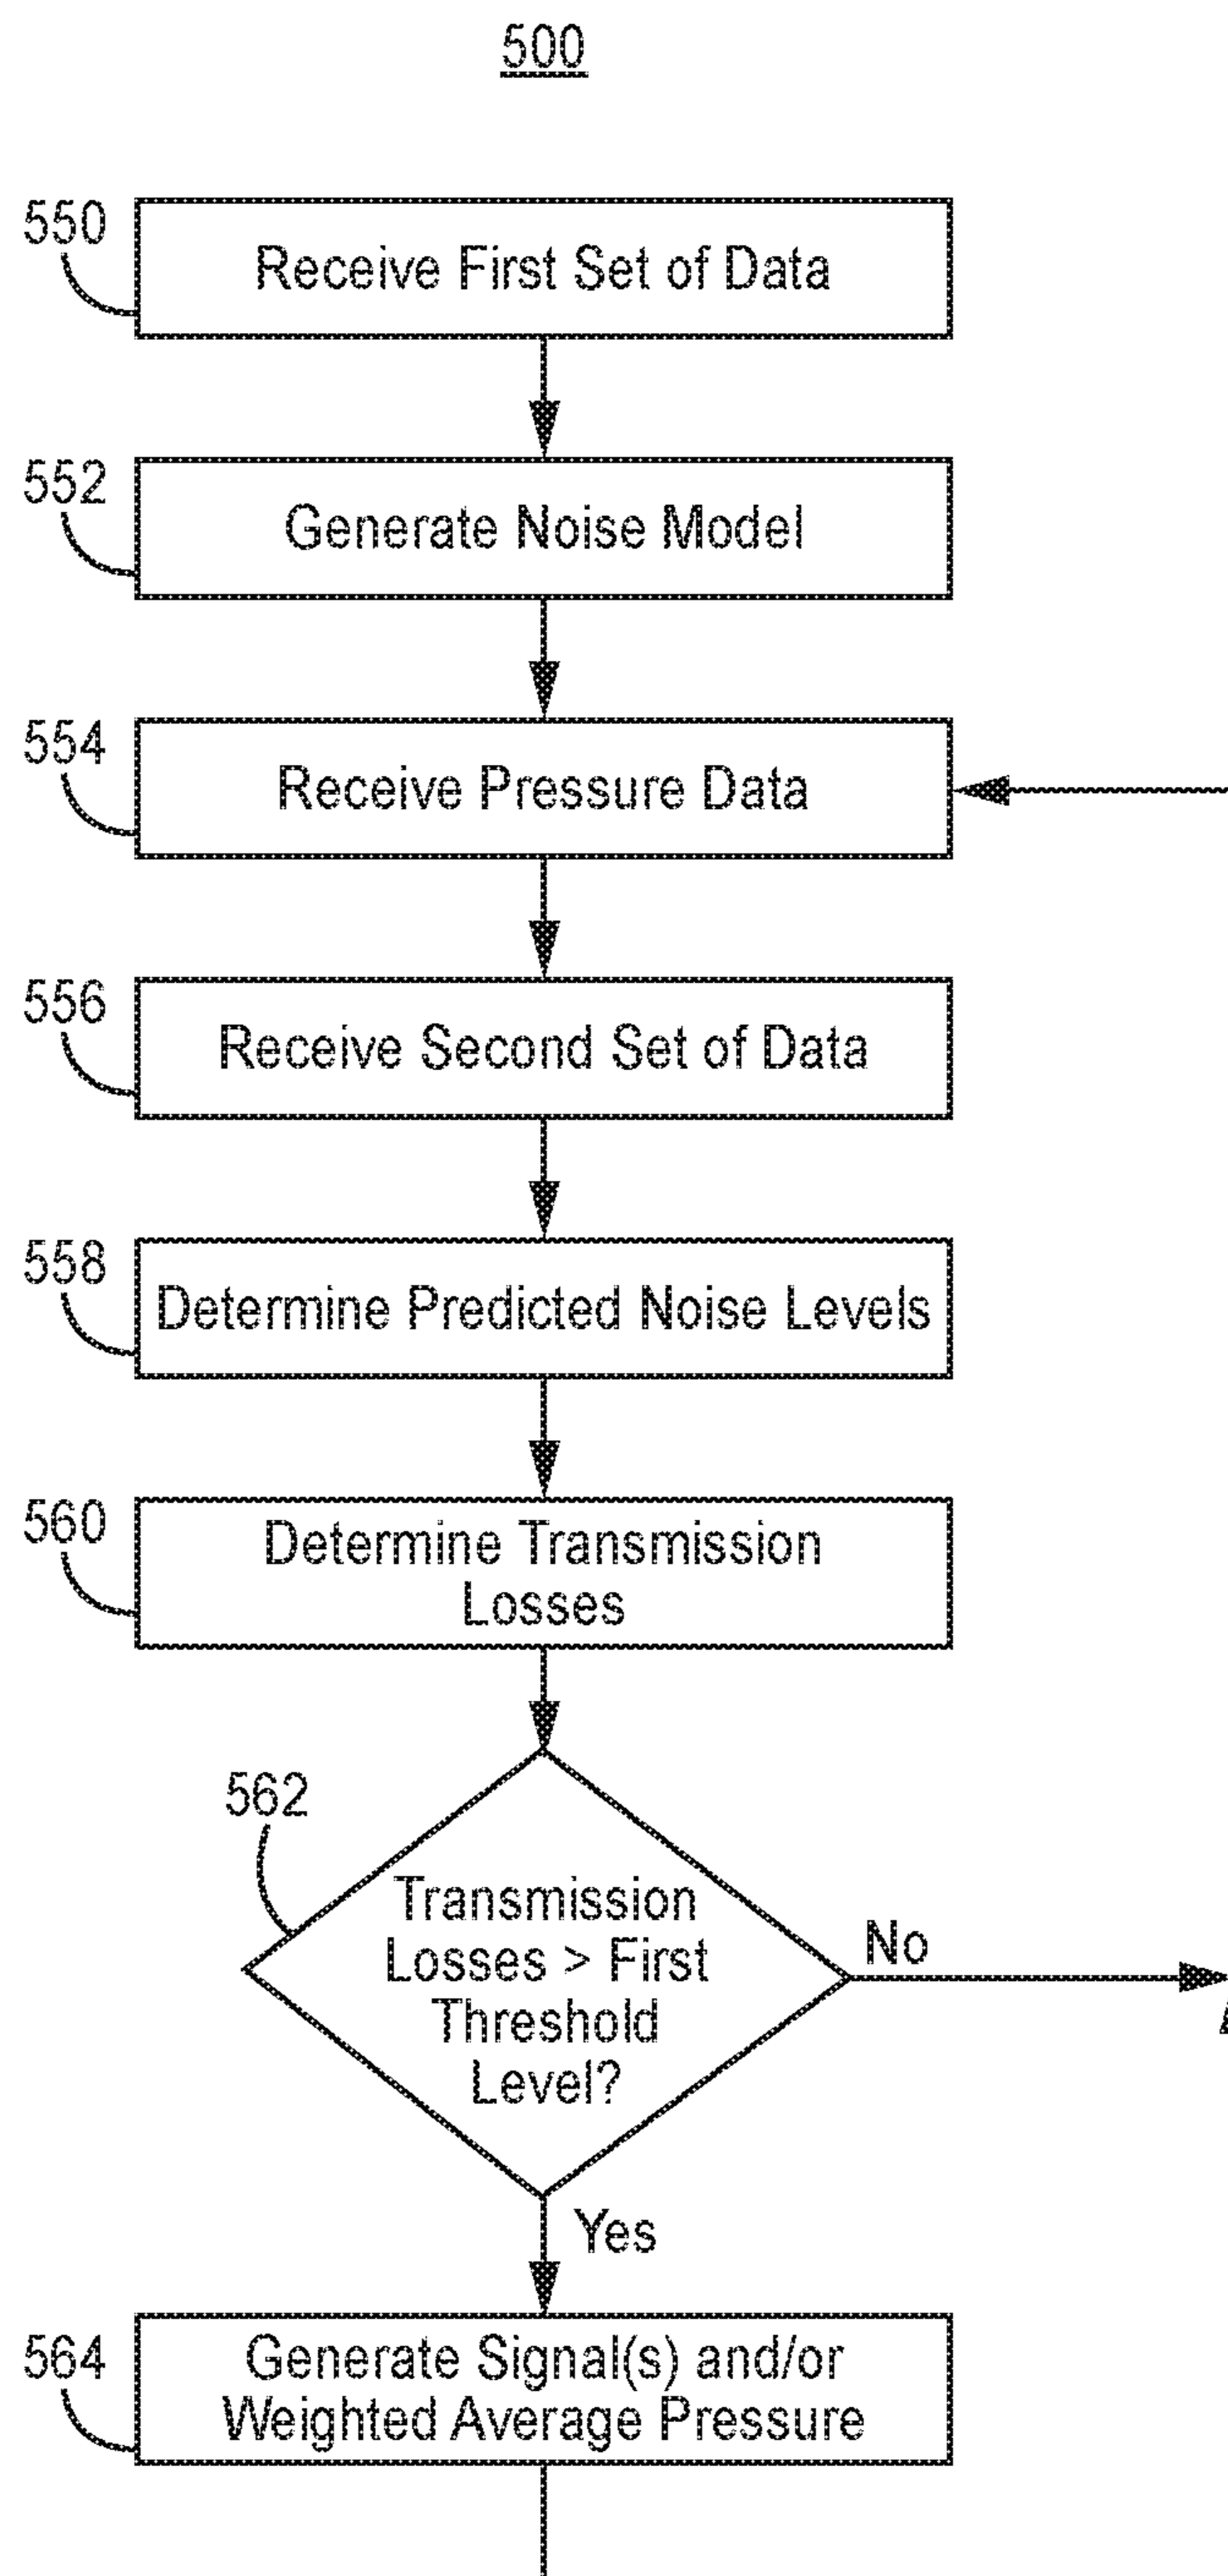 500
550
Receive First Set of Data
552
Generate Noise Model
554
Receive Pressure Data
556
Receive Second Set of Data
558
Determine Predicted Noise Levels
560
Determine Transmission
Losses
562
Transmission
Losses > First
Threshold
Level?
No
Yes
564
Generate Signal(s) and/or
Weighted Average Pressure